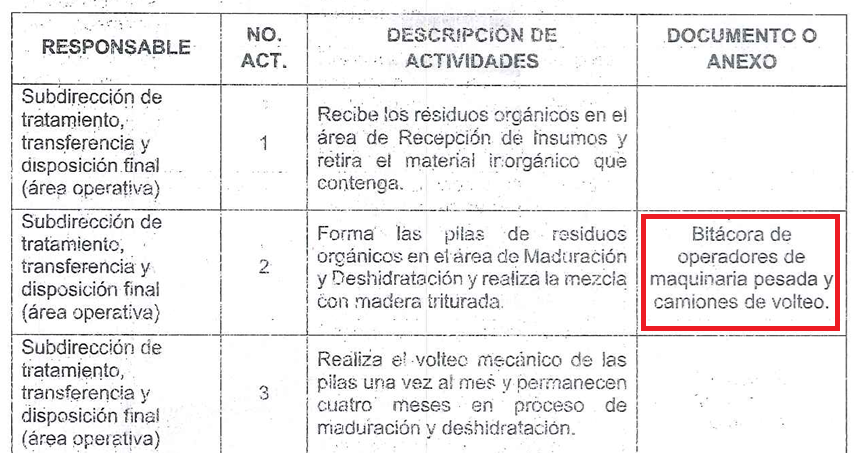 RESPONSABLE
NO.
ACT.
DESCRIPCIÓN DE
ACTIVIDADES
DOCUMENTO O
ANEXO
Subdirección de
tratamiento,
transferencia y
disposición final
(área operativa)
1
Recibe los residuos orgánicos en el
área de Recepción de Insumos y
retira el material inorgánico que
contenga.
Subdirección de
tratamiento,
transferencia y
disposición final
(área operativa)
2
Forma las pilas de residuos
orgánicos en el área de Maduración
y Deshidratación y realiza la mezcla
con madera triturada.
Bitácora de
operadores de
maquinaria pesada y
camiones de volteo.
Subdirección de
tratamiento,
transferencia y
disposición final
(área operativa)
3
Realiza el volteo mecánico de las
pilas una vez al mes y permanecen
cuatro meses en proceso de
maduración y deshidratación.